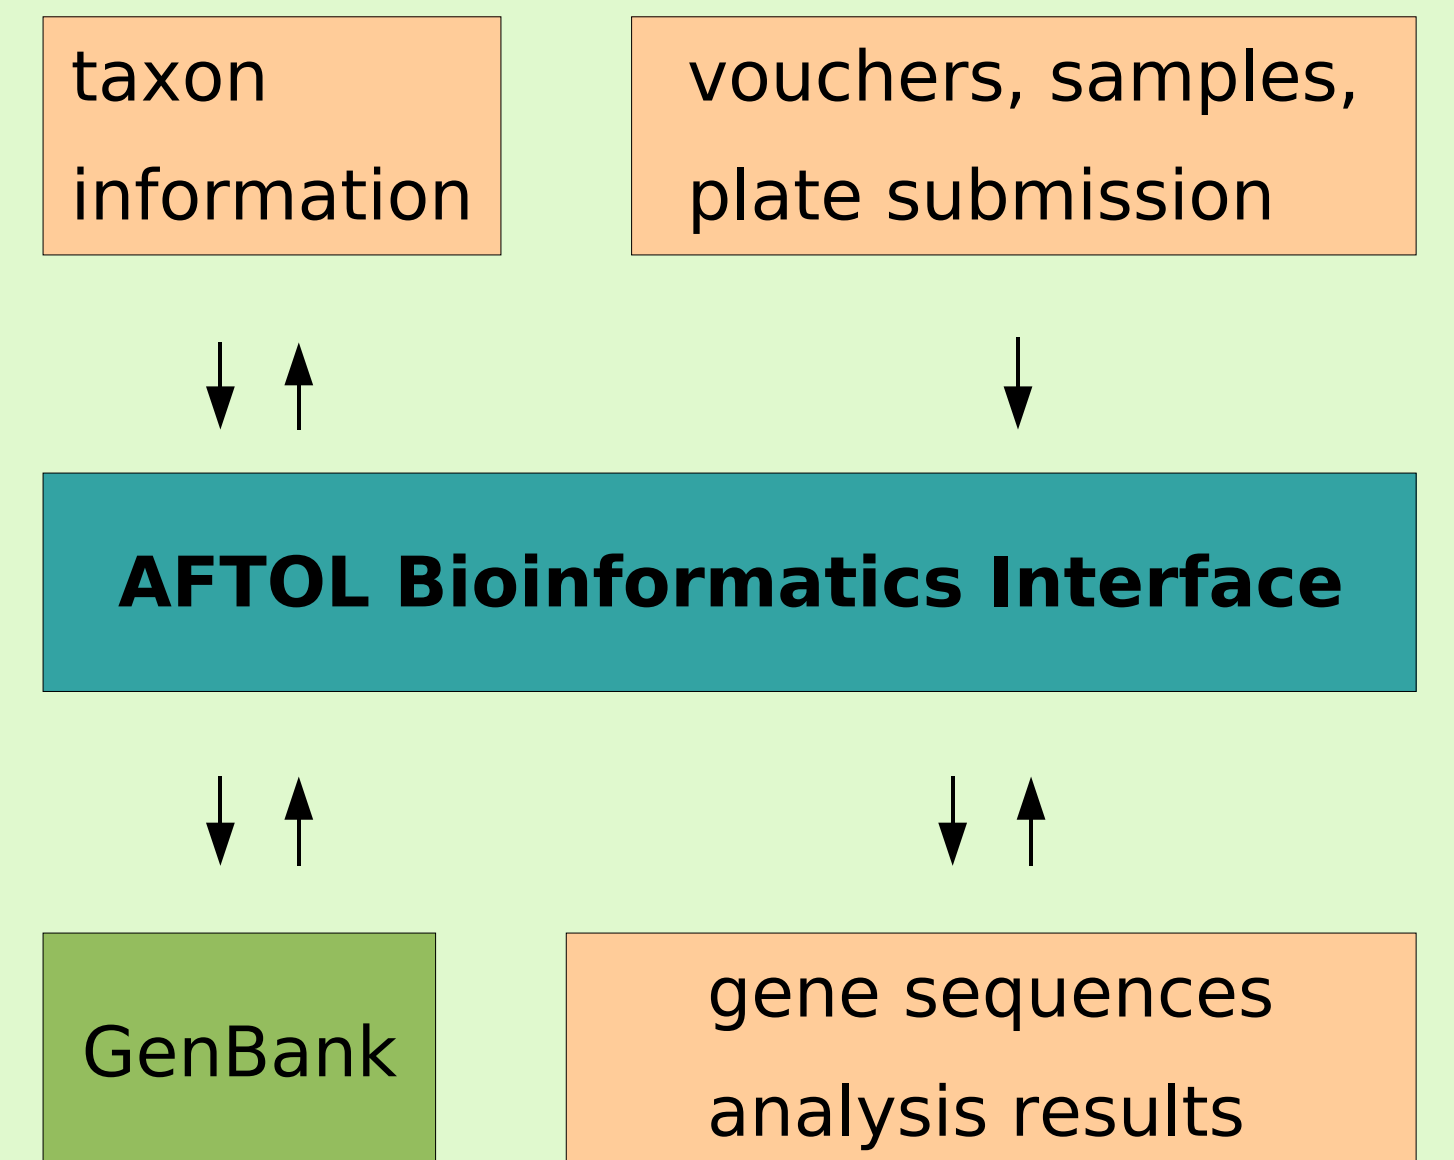 taxon
information
vouchers, samples,
plate submission
AFTOL Bioinformatics Interface
GenBank
gene sequences
analysis results